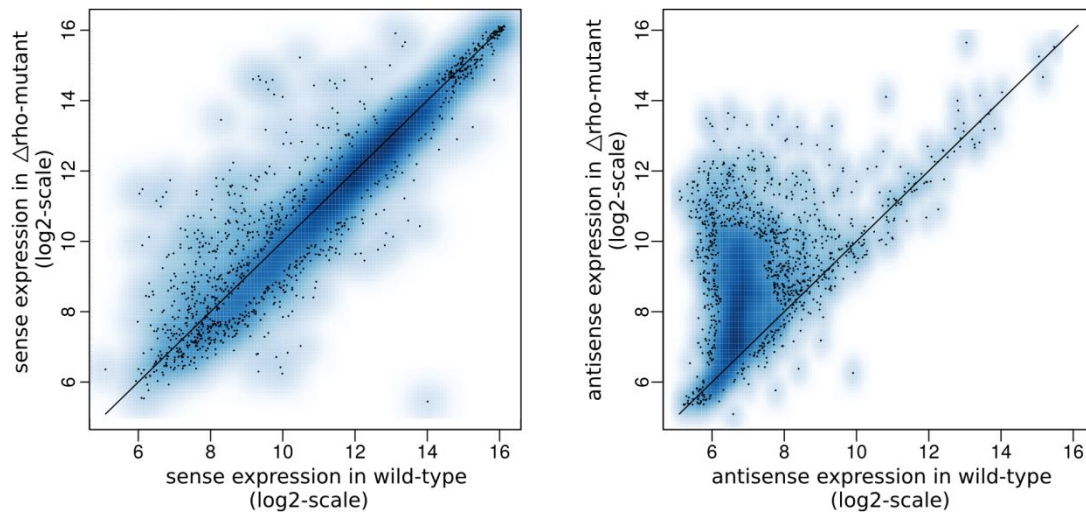 sense expression in △rho-mutant
(log2-scale)
16
14
12
10
8
6
6 8 10 12 14 16
sense expression in wild-type
(log2-scale)
antisense expression in △rho-mutant
(log2-scale)
16
14
12
10
8
6
6 8 10 12 14 16
antisense expression in wild-type
(log2-scale)